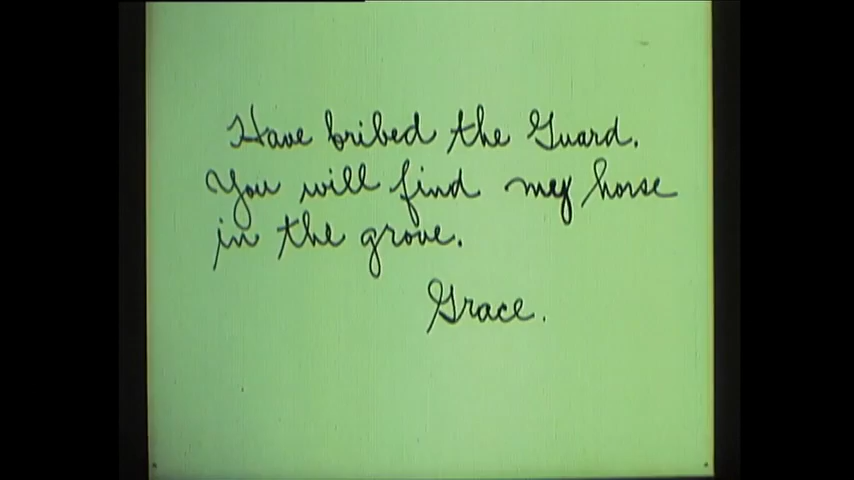 Have bribed the Guard.
You will find my horse
in the grove.
Grace.